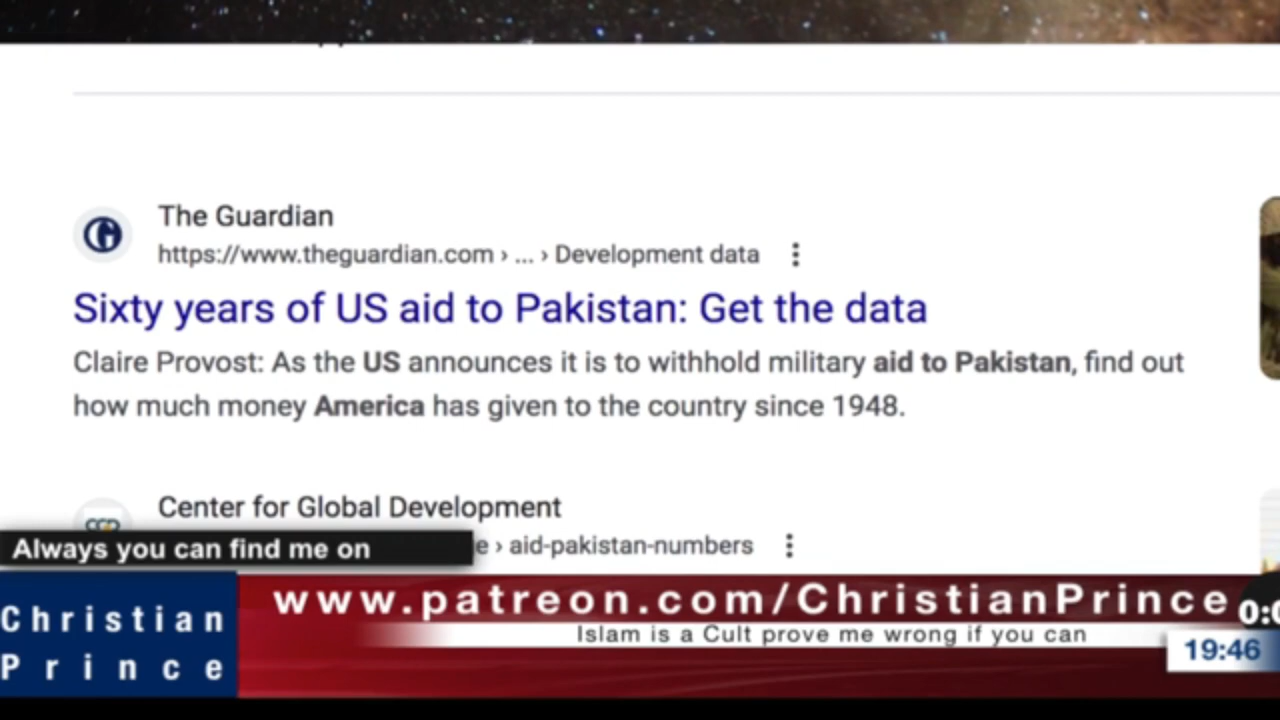 The Guardian
https://www.theguardian.com › ... › Development data
Sixty years of US aid to Pakistan: Get the data
Claire Provost: As the US announces it is to withhold military aid to Pakistan, find out
how much money America has given to the country since 1948.
Center for Global Development
e › aid-pakistan-numbers
Always you can find me on
www.patreon.com/ChristianPrince
Islam is a Cult prove me wrong if you can
Christian
Prince
19:46